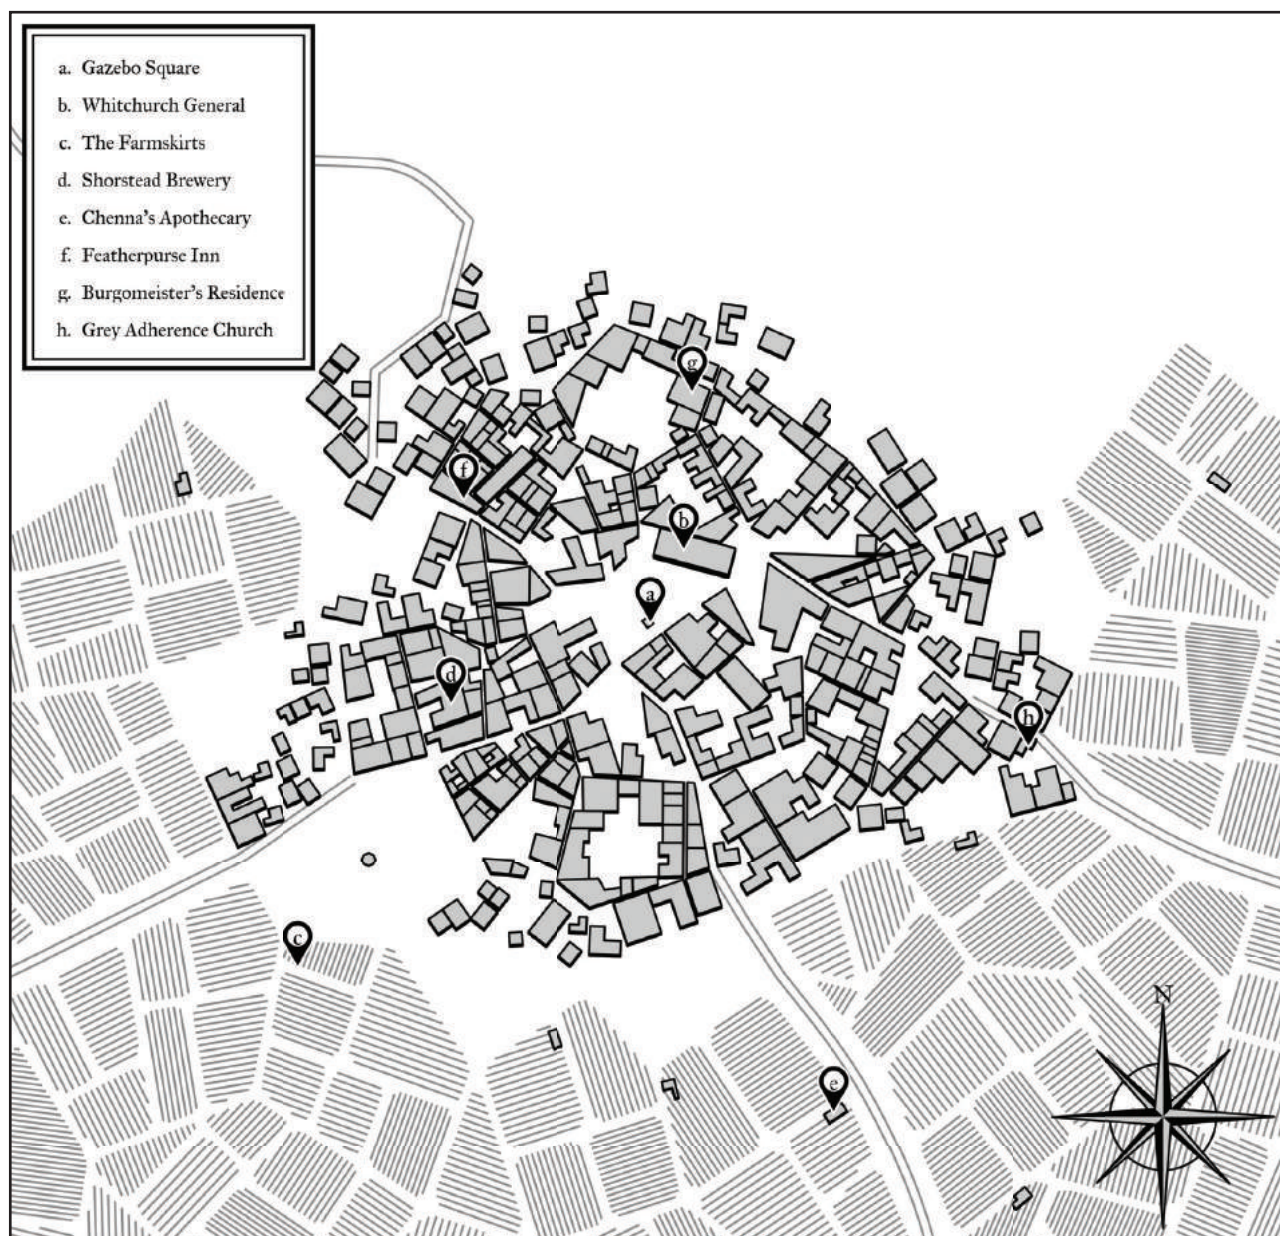 a. Gazebo Square
b. Whitchurch General
c. The Farmskirts
d. Shorstead Brewery
e. Chenna's Apothecary
f. Featherpurse Inn
g. Burgomeister's Residence
h. Grey Adherence Church
g
f
b
a
d
h
c
N
e